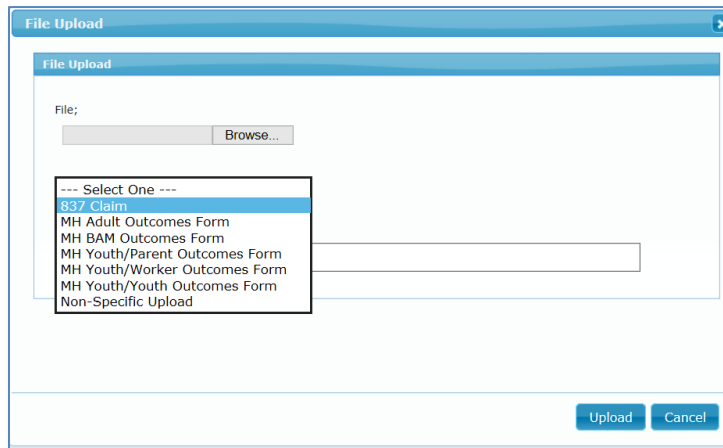 File Upload
File Upload
File;
Browse...
--- Select One ---
837 Claim
MH Adult Outcomes Form
MH BAM Outcomes Form
MH Youth/Parent Outcomes Form
MH Youth/Worker Outcomes Form
MH Youth/Youth Outcomes Form
Non-Specific Upload
Upload Cancel